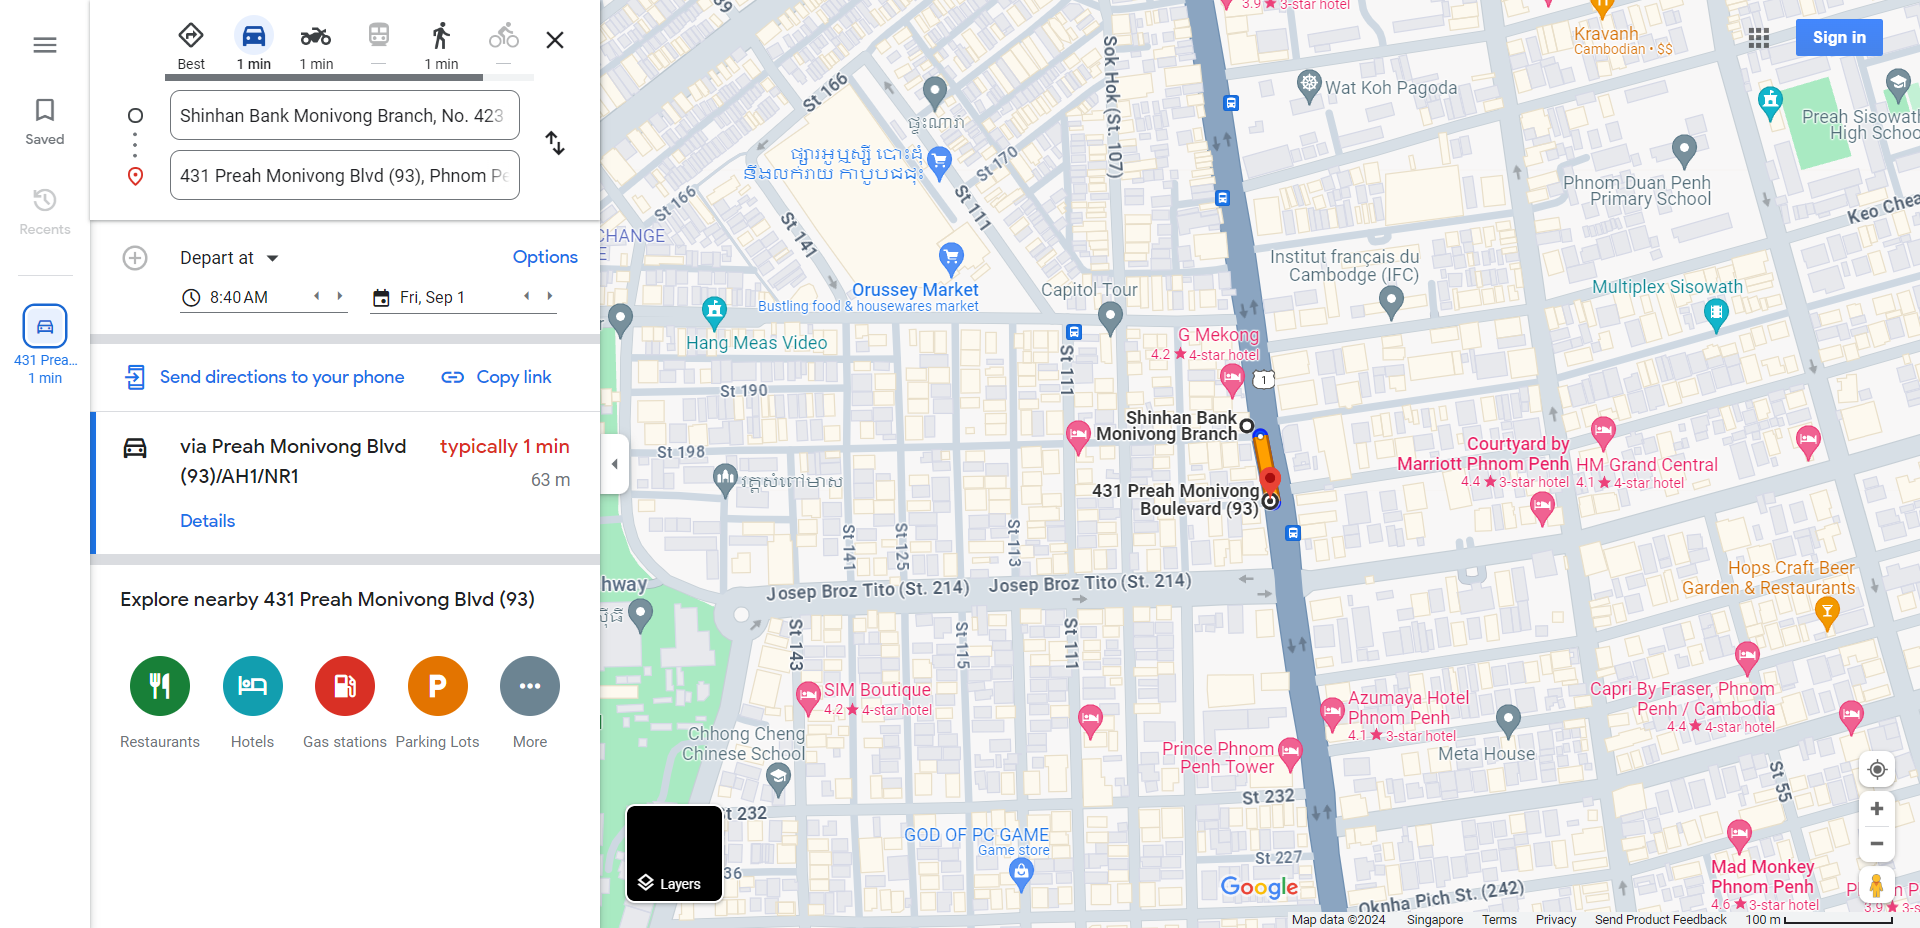 Best
1 min
1 min
—
1 min
—
Saved
Recents
431 Prea...
1 min
Shinhan Bank Monivong Branch, No. 423
431 Preah Monivong Blvd (93), Phnom Pe
Depart at
Options
8:40 AM
Fri, Sep 1
Send directions to your phone
Copy link
via Preah Monivong Blvd
(93)/AH1/NR1
typically 1 min
63 m
Details
Explore nearby 431 Preah Monivong Blvd (93)
Restaurants
Hotels
Gas stations
Parking Lots
P
More
3.9 ★ 3-star hotel
Kravanh
Cambodian • $$
Sign in
Sok Hok (St. 107)
St 166
Wat Koh Pagoda
Preah Sisowath
High School
ផ្ទះណារ៉ា
St 170
Phnom Duan Penh
Primary School
St 166
St 111
St 141
Keo Chea
CHANGE
E
Institut français du
Cambodge (IFC)
Orussey Market
Bustling food & housewares market
Capitol Tour
Multiplex Sisowath
Hang Meas Video
G Mekong
4.2 ★ 4-star hotel
St 111
1
St 190
Shinhan Bank
Monivong Branch
St 198
Courtyard by
Marriott Phnom Penh
4.4 ★ 3-star hotel
HM Grand Central
4.1 ★ 4-star hotel
វត្តសំពៅមាស
431 Preah Monivong
Boulevard (93)
St 141
St 125
St 113
Hops Craft Beer
Garden & Restaurants
hway
Josep Broz Tito (St. 214)
Josep Broz Tito (St. 214)
St 143
St 115
St 111
SIM Boutique
4.2 ★ 4-star hotel
Azumaya Hotel
Phnom Penh
4.1 ★ 3-star hotel
Capri By Fraser, Phnom
Penh / Cambodia
4.4 ★ 4-star hotel
Chhong Cheng
Chinese School
Prince Phnom
Penh Tower
Meta House
St 55
St 232
St 232
GOD OF PC GAME
Game store
St 227
36
Layers
Google
Oknha Pich St. (242)
Mad Monkey
Phnom Penh
4.6 ★ 3-star hotel
3.9 ★ 3-s
Map data ©2024
Singapore
Terms
Privacy
Send Product Feedback
100 m